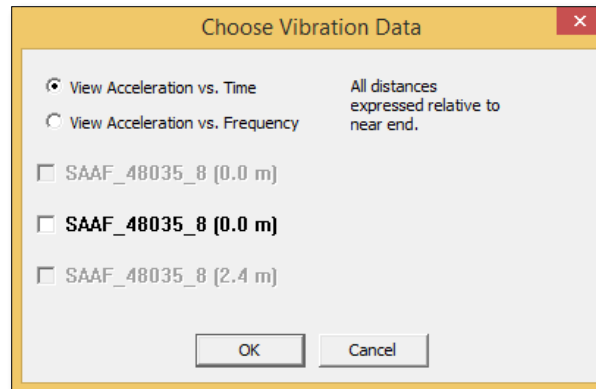 Choose Vibration Data
View Acceleration vs. Time
View Acceleration vs. Frequency
All distances
expressed relative to
near end.
SAAF_48035_8 (0.0 m)
SAAF_48035_8 (0.0 m)
SAAF_48035_8 (2.4 m)
OK
Cancel